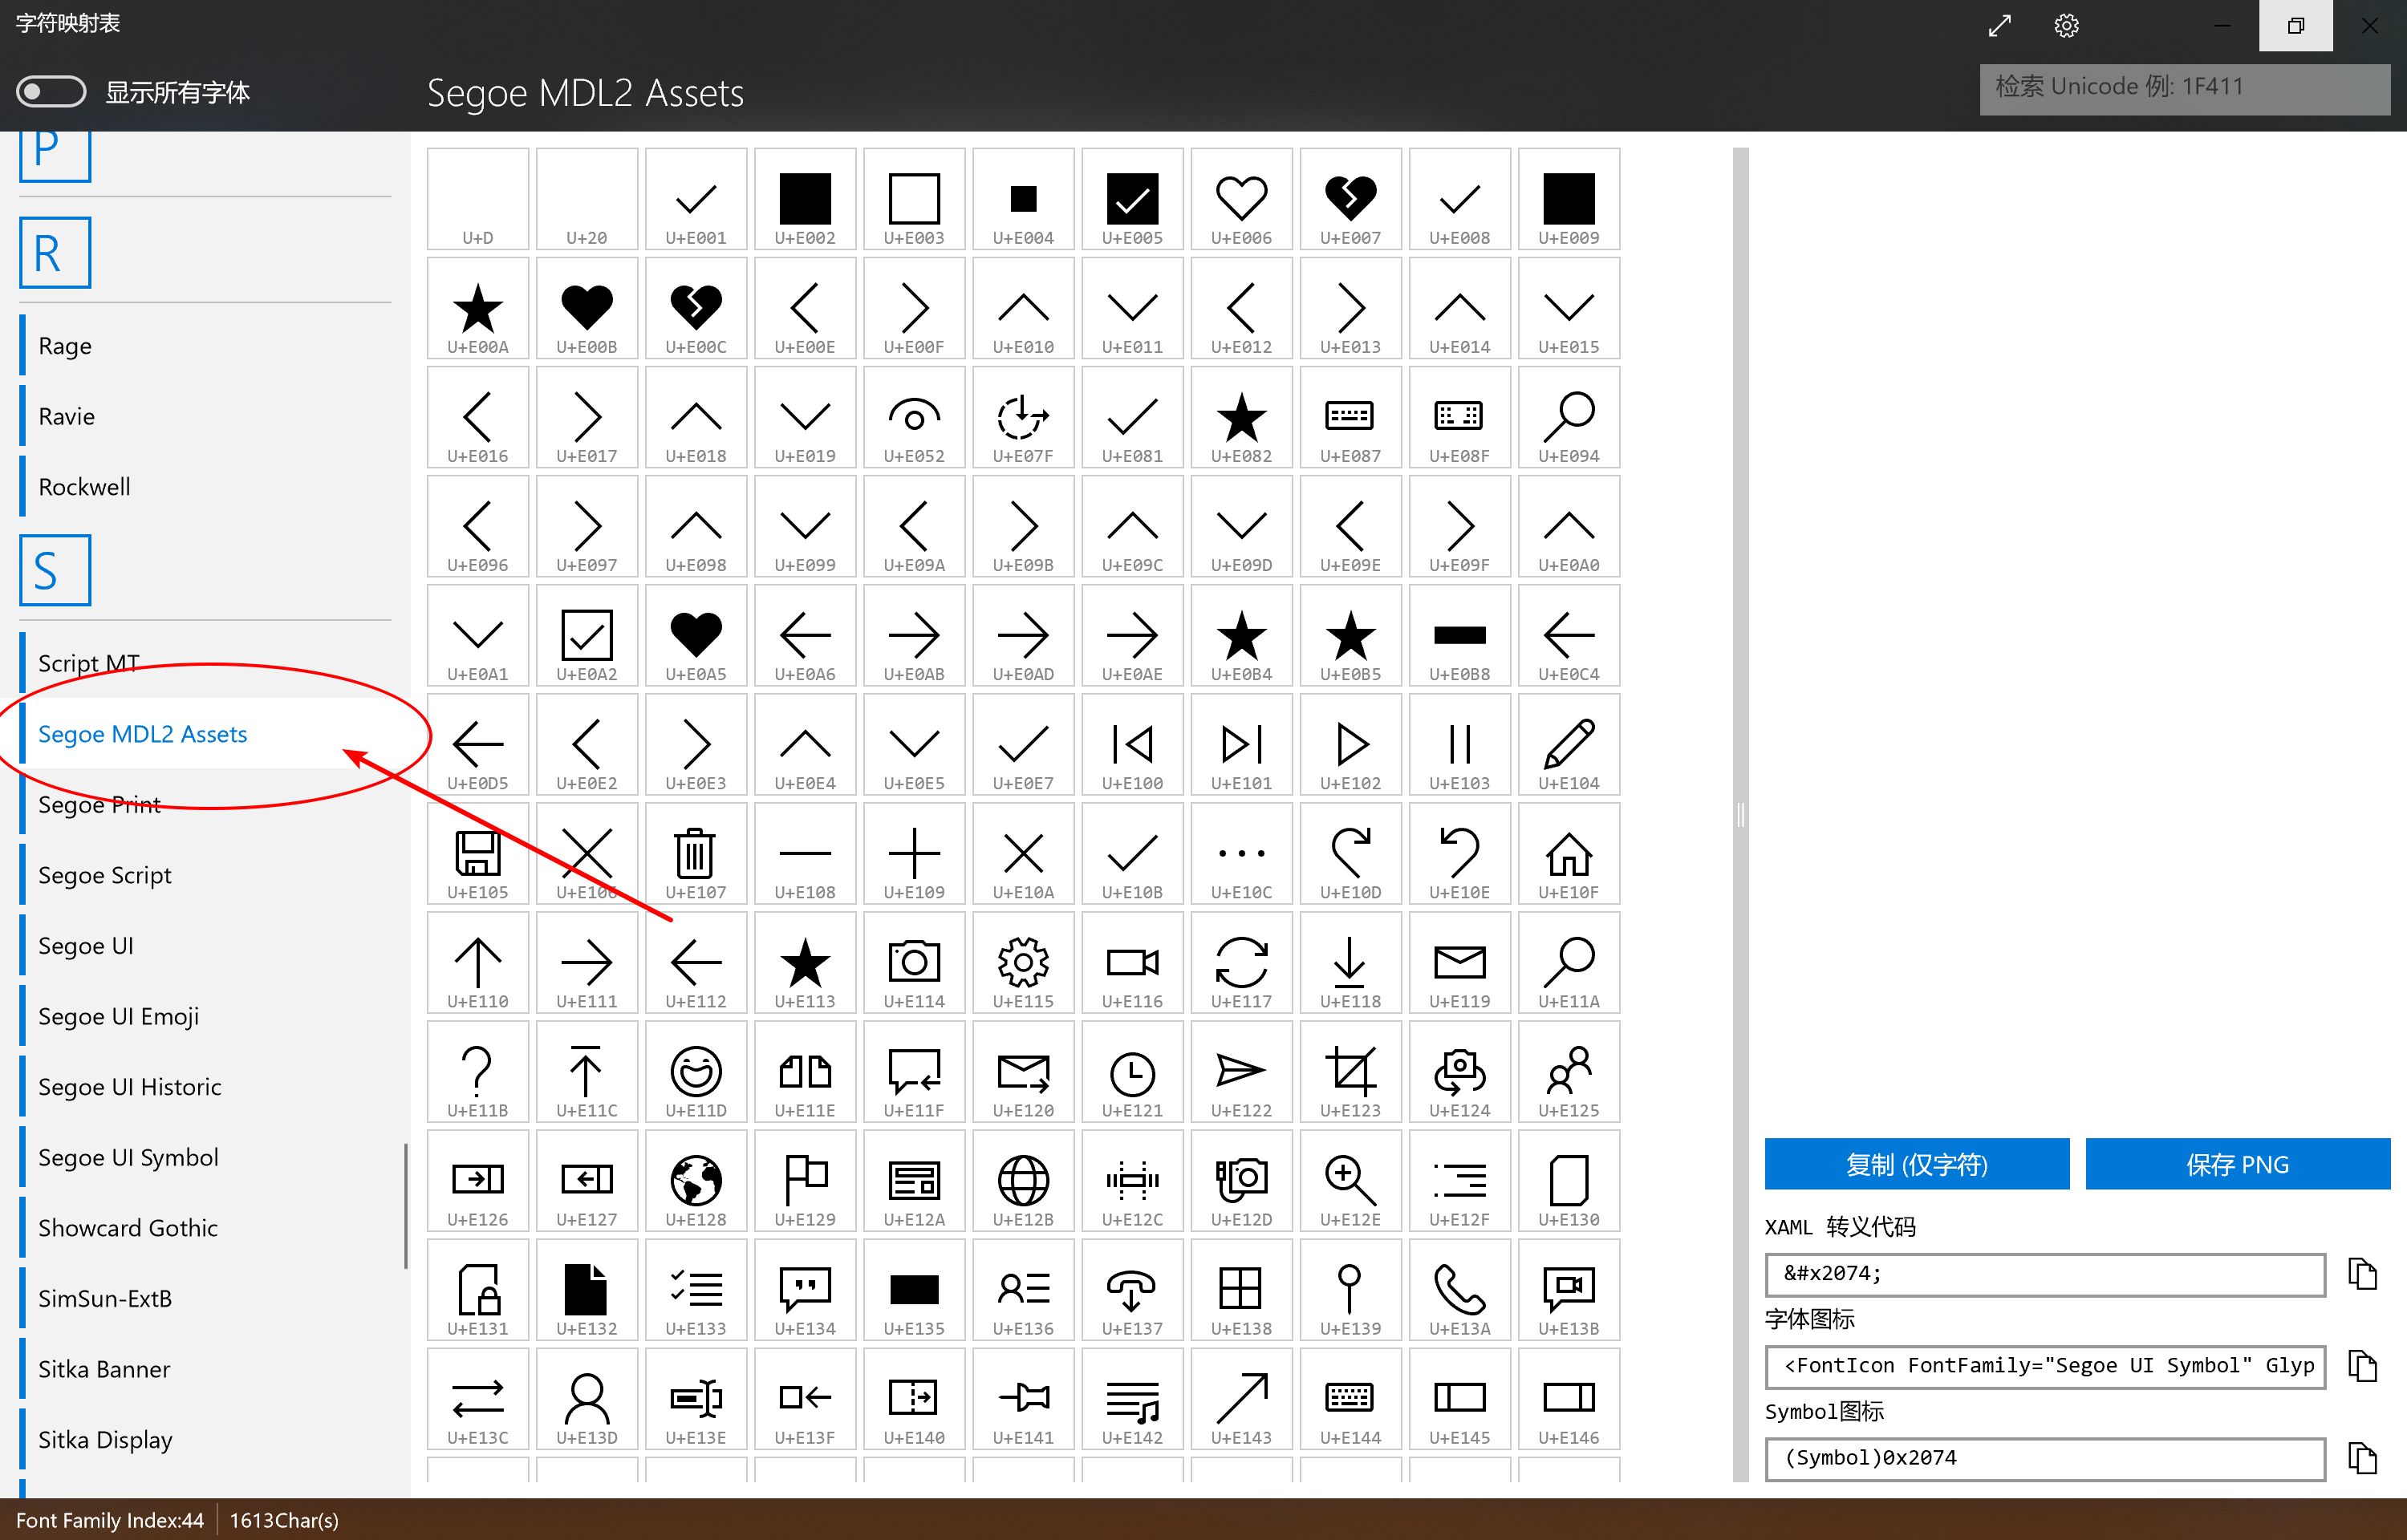 字符映射表
显示所有字体
Segoe MDL2 Assets
检索 Unicode 例: 1F411
P
R
Rage
Ravie
Rockwell
S
Script MT
Segoe MDL2 Assets
Segoe Print
Segoe Script
Segoe UI
Segoe UI Emoji
Segoe UI Historic
Segoe UI Symbol
Showcard Gothic
SimSun-ExtB
Sitka Banner
Sitka Display
U+D U+20 U+E001 U+E002 U+E003 U+E004 U+E005 U+E006 U+E007 U+E008 U+E009
U+E00A U+E00B U+E00C U+E00E U+E00F U+E010 U+E011 U+E012 U+E013 U+E014 U+E015
U+E016 U+E017 U+E018 U+E019 U+E052 U+E07F U+E081 U+E082 U+E087 U+E08F U+E094
U+E096 U+E097 U+E098 U+E099 U+E09A U+E09B U+E09C U+E09D U+E09E U+E09F U+E0A0
U+E0A1 U+E0A2 U+E0A5 U+E0A6 U+E0AB U+E0AD U+E0AE U+E0B4 U+E0B5 U+E0B8 U+E0C4
U+E0D5 U+E0E2 U+E0E3 U+E0E4 U+E0E5 U+E0E7 U+E100 U+E101 U+E102 U+E103 U+E104
U+E105 U+E106 U+E107 U+E108 U+E109 U+E10A U+E10B U+E10C U+E10D U+E10E U+E10F
U+E110 U+E111 U+E112 U+E113 U+E114 U+E115 U+E116 U+E117 U+E118 U+E119 U+E11A
U+E11B U+E11C U+E11D U+E11E U+E11F U+E120 U+E121 U+E122 U+E123 U+E124 U+E125
U+E126 U+E127 U+E128 U+E129 U+E12A U+E12B U+E12C U+E12D U+E12E U+E12F U+E130
U+E131 U+E132 U+E133 U+E134 U+E135 U+E136 U+E137 U+E138 U+E139 U+E13A U+E13B
U+E13C U+E13D U+E13E U+E13F U+E140 U+E141 U+E142 U+E143 U+E144 U+E145 U+E146
复制 (仅字符)
保存 PNG
XAML 转义代码
&#x2074;
字体图标
<FontIcon FontFamily="Segoe UI Symbol" Glyp
Symbol图标
(Symbol)0x2074
Font Family Index:44
1613Char(s)